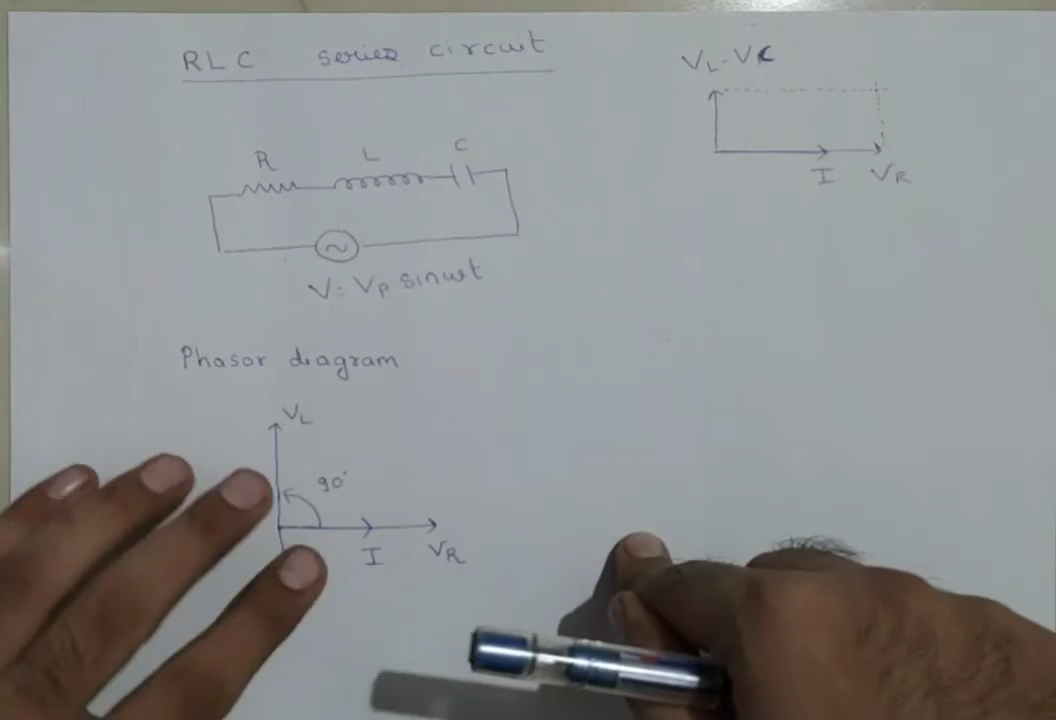 RLC series circuit
R L C
V = Vp sinωt
Phasor diagram
VL
90°
I VR
VL-VC
I VR